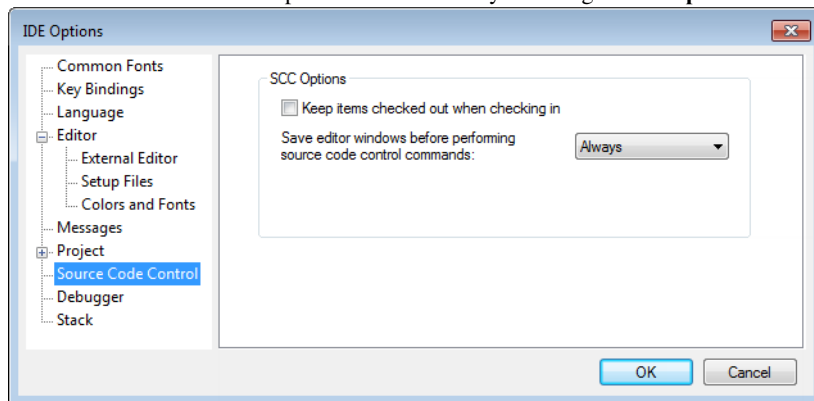 IDE Options
Common Fonts
Key Bindings
Language
Editor
External Editor
Setup Files
Colors and Fonts
Messages
Project
Source Code Control
Debugger
Stack
SCC Options
Keep items checked out when checking in
Save editor windows before performing
source code control commands:
Always
OK
Cancel